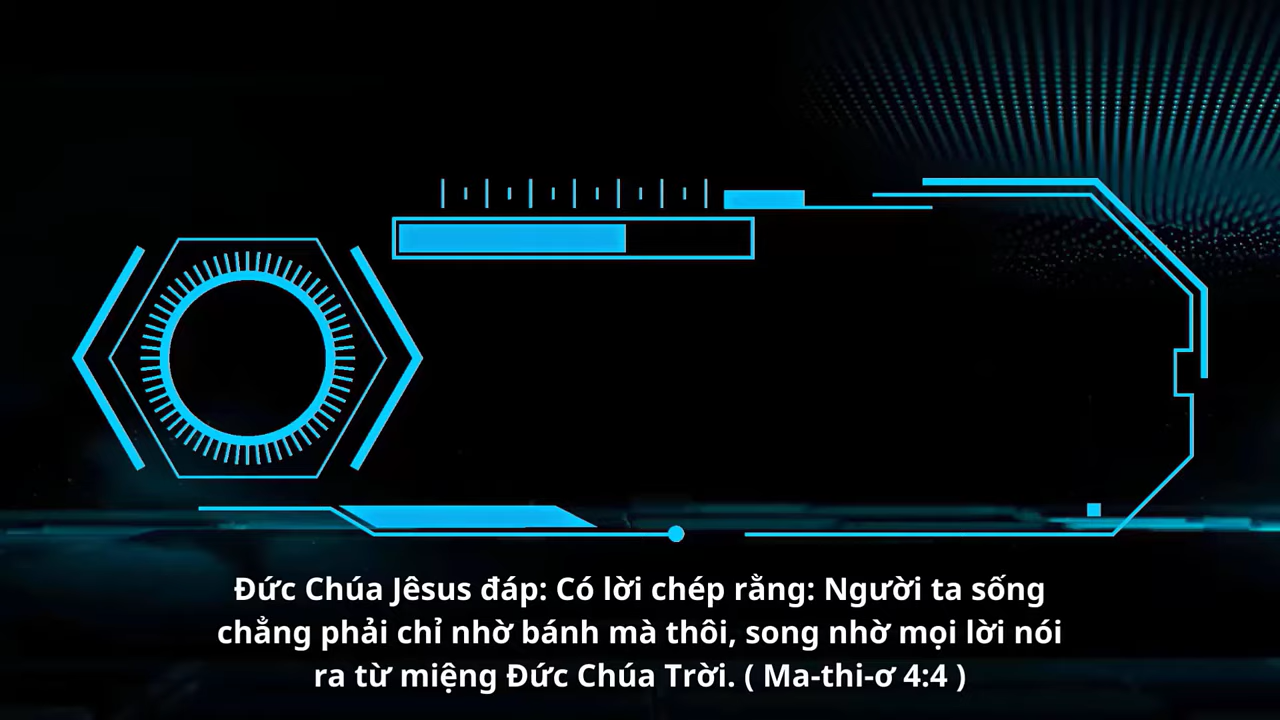 Đức Chúa Jêsus đáp: Có lời chép rằng: Người ta sống
chẳng phải chỉ nhờ bánh mà thôi, song nhờ mọi lời nói
ra từ miệng Đức Chúa Trời. ( Ma-thi-ơ 4:4 )